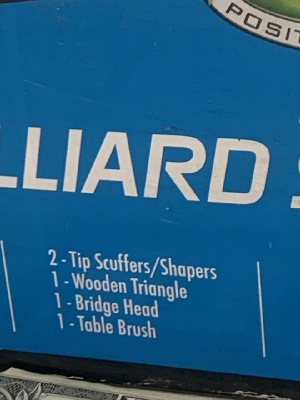 POSIT
LLIARD
2 - Tip Scuffers/Shapers
1 - Wooden Triangle
1 - Bridge Head
1 - Table Brush